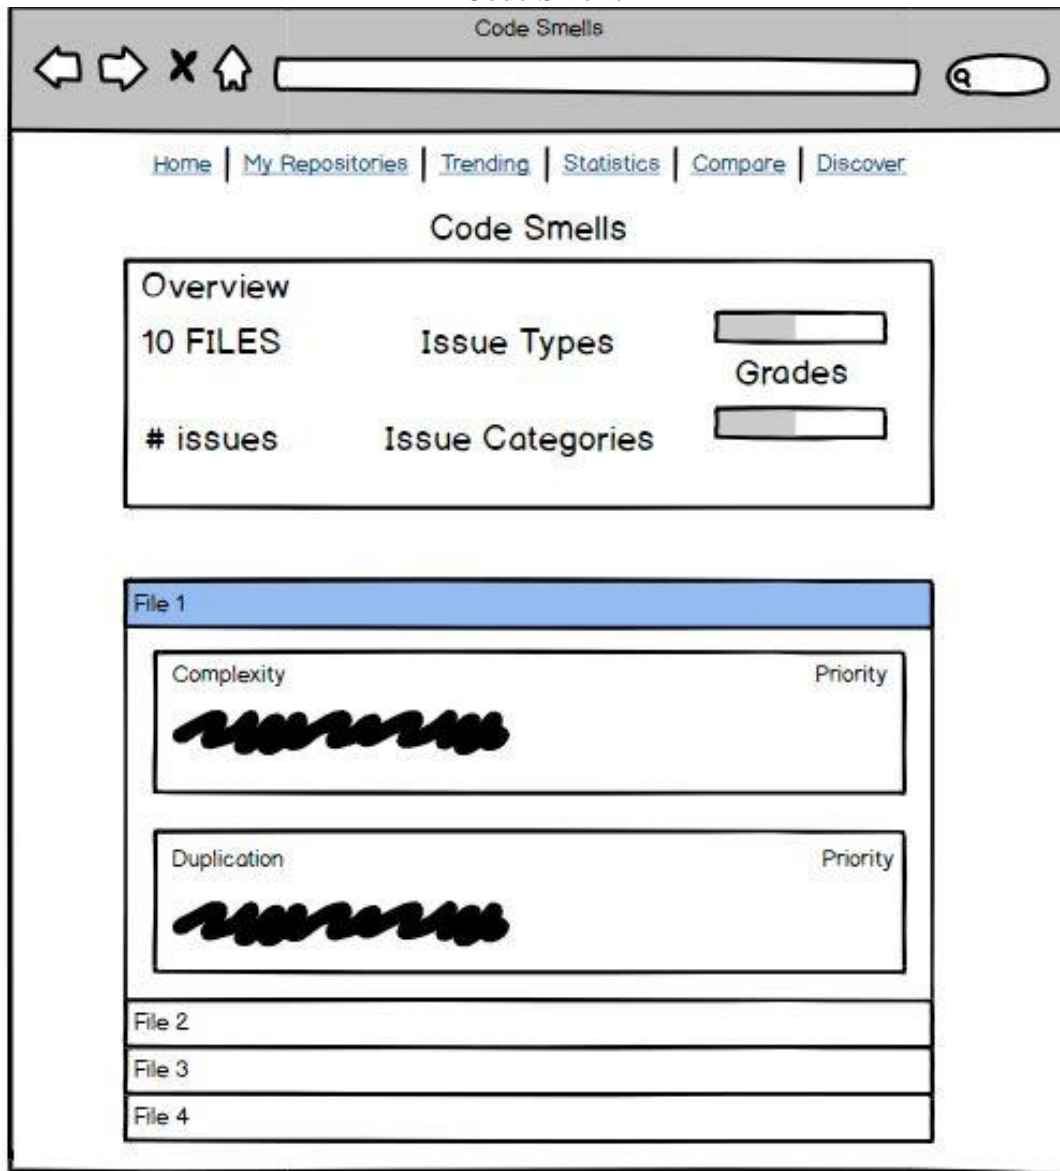 Code Smells
Home | My Repositories | Trending | Statistics | Compare | Discover
Code Smells
Overview
10 FILES
Issue Types
Grades
# issues
Issue Categories
File 1
Complexity
Priority
Duplication
Priority
File 2
File 3
File 4